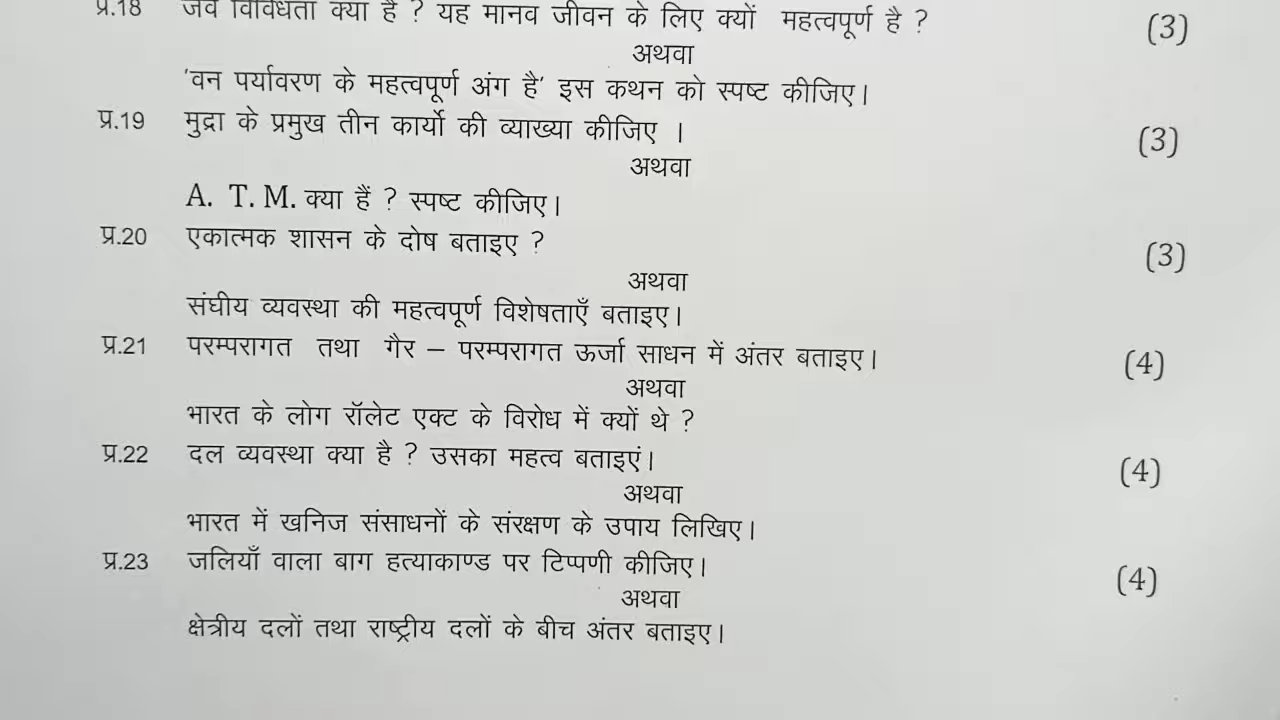 प्र.18 जैव विविधता क्या है ? यह मानव जीवन के लिए क्यों महत्वपूर्ण है ? (3)
अथवा
'वन पर्यावरण के महत्वपूर्ण अंग है' इस कथन को स्पष्ट कीजिए।
प्र.19 मुद्रा के प्रमुख तीन कार्यो की व्याख्या कीजिए । (3)
अथवा
A. T. M. क्या हैं ? स्पष्ट कीजिए।
प्र.20 एकात्मक शासन के दोष बताइए ? (3)
अथवा
संघीय व्यवस्था की महत्वपूर्ण विशेषताएँ बताइए।
प्र.21 परम्परागत तथा गैर – परम्परागत ऊर्जा साधन में अंतर बताइए। (4)
अथवा
भारत के लोग रॉलेट एक्ट के विरोध में क्यों थे ?
प्र.22 दल व्यवस्था क्या है ? उसका महत्व बताइएं। (4)
अथवा
भारत में खनिज संसाधनों के संरक्षण के उपाय लिखिए।
प्र.23 जलियाँ वाला बाग हत्याकाण्ड पर टिप्पणी कीजिए। (4)
अथवा
क्षेत्रीय दलों तथा राष्ट्रीय दलों के बीच अंतर बताइए।